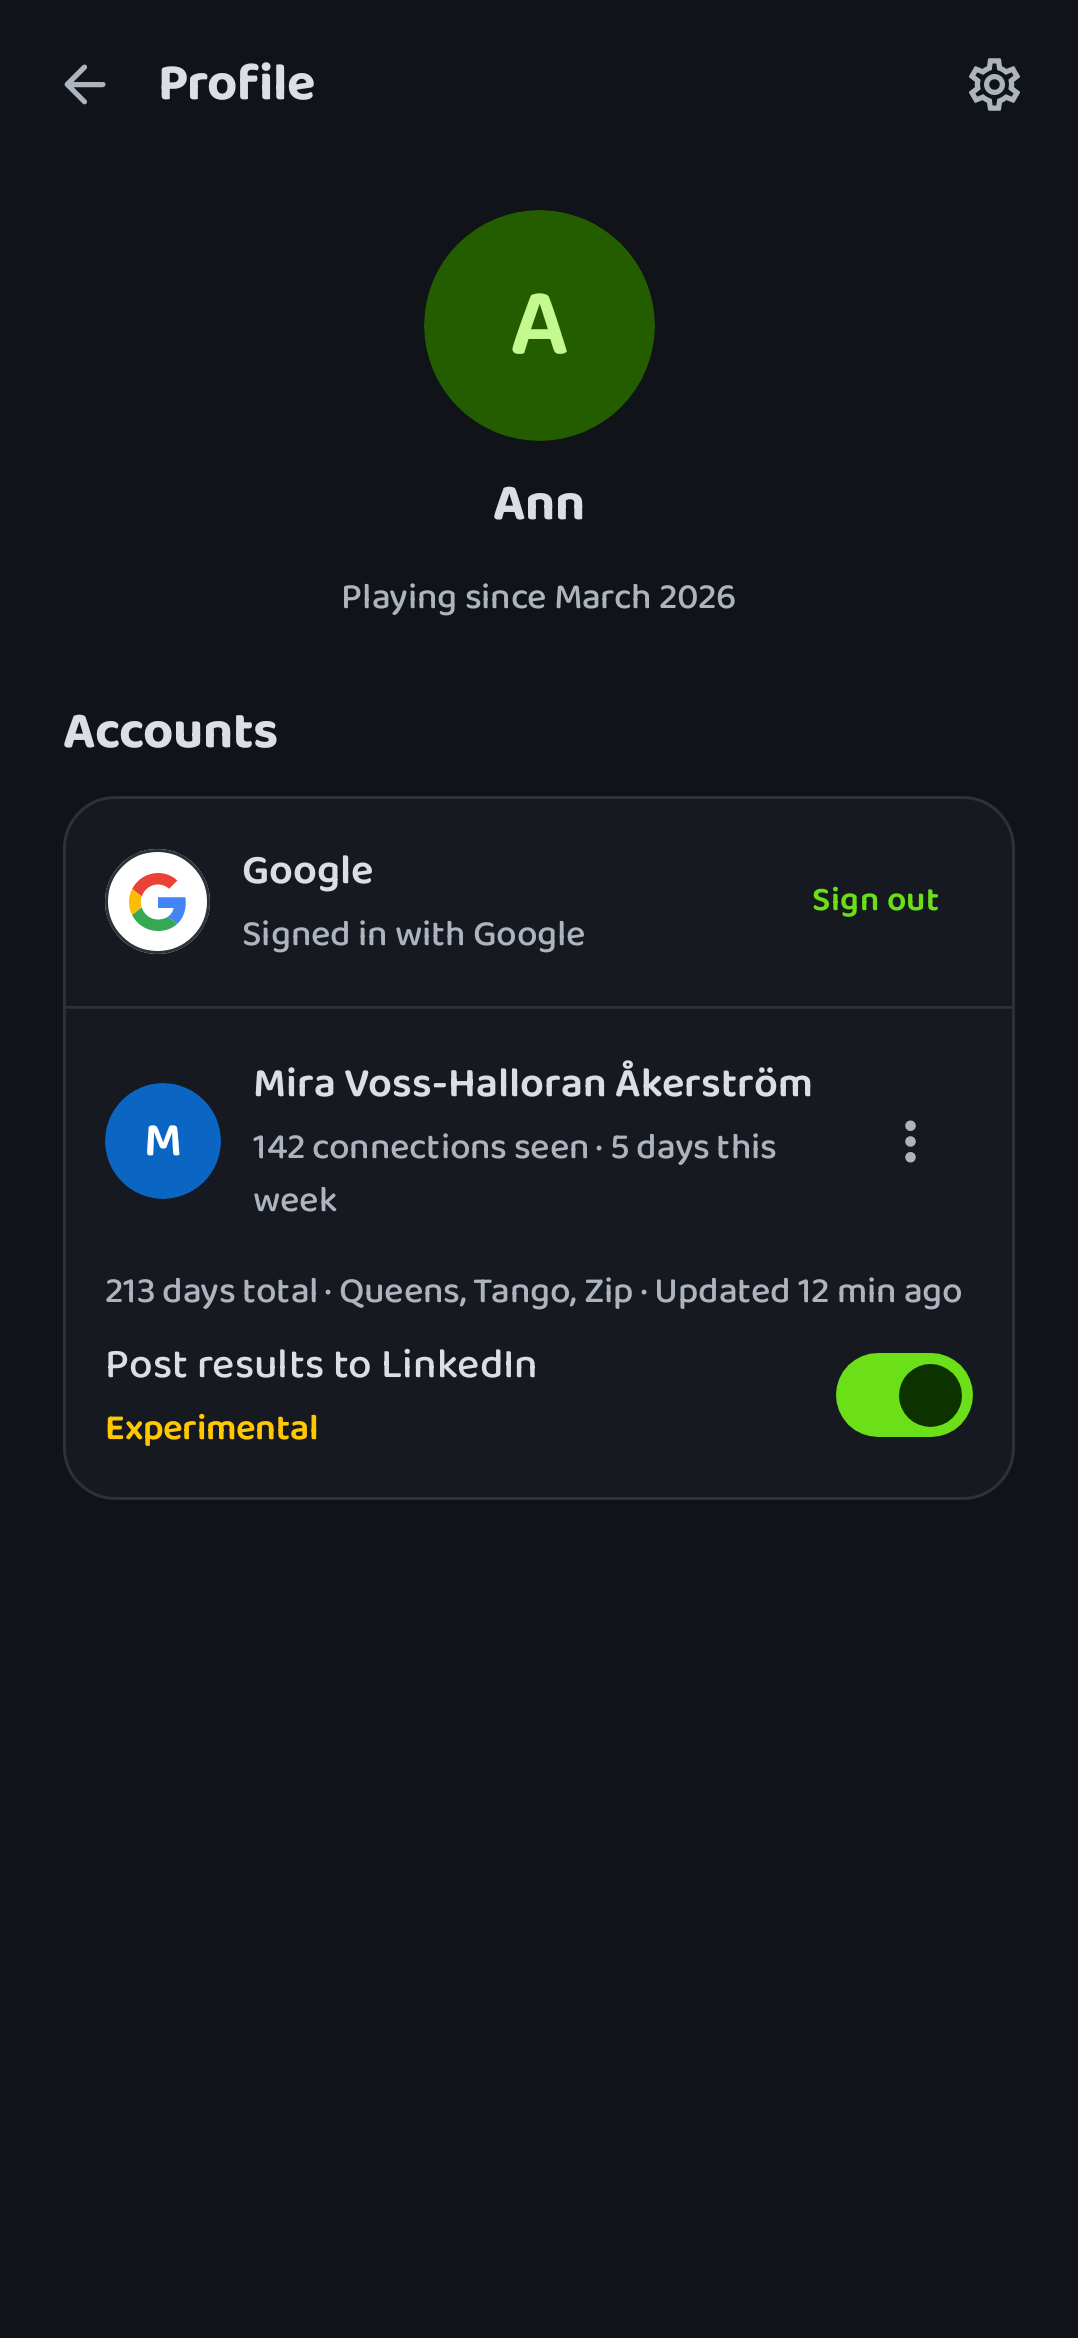 Profile
A
Ann
Playing since March 2026
Accounts
Google
Signed in with Google
Sign out
M
Mira Voss-Halloran Åkerström
142 connections seen · 5 days this
week
213 days total · Queens, Tango, Zip · Updated 12 min ago
Post results to LinkedIn
Experimental